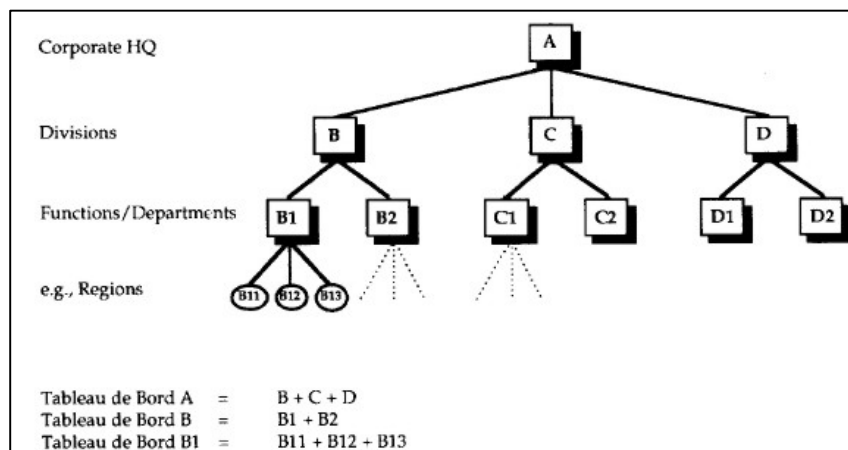 Corporate HQ A
Divisions B C D
Functions/Departments B1 B2 C1 C2 D1 D2
e.g., Regions B11 B12 B13
Tableau de Bord A = B + C + D
Tableau de Bord B = B1 + B2
Tableau de Bord B1 = B11 + B12 + B13